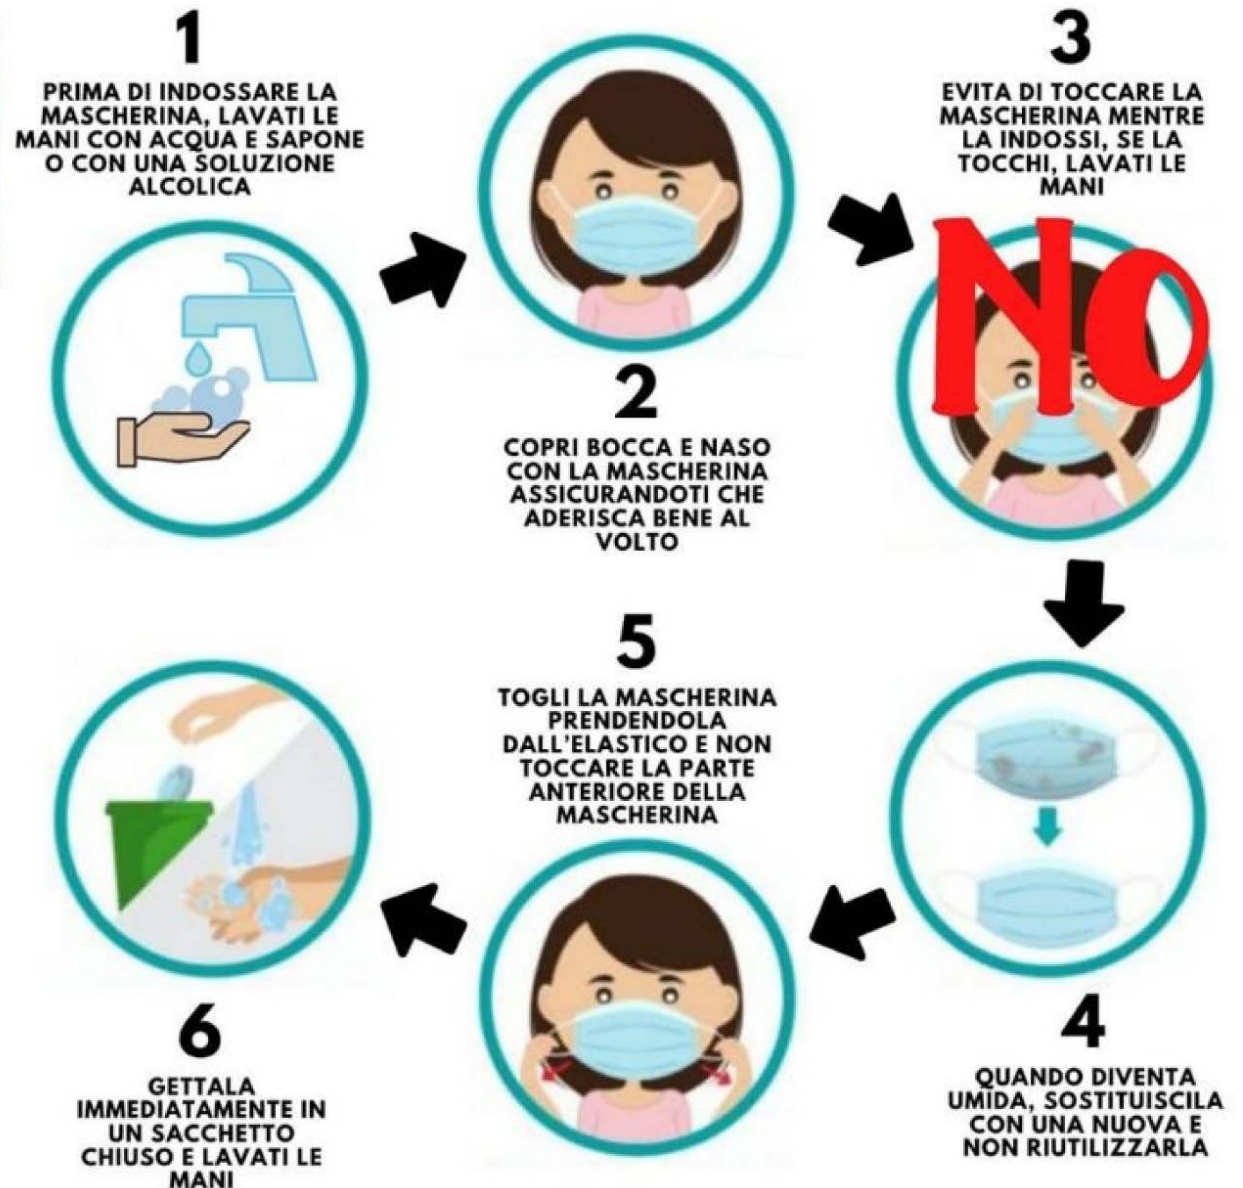 1
PRIMA DI INDOSSARE LA
MASCHERINA, LAVATI LE
MANI CON ACQUA E SAPONE
O CON UNA SOLUZIONE
ALCOLICA
2
COPRI BOCCA E NASO
CON LA MASCHERINA
ASSICURANDOTI CHE
ADERISCA BENE AL
VOLTO
3
EVITA DI TOCCARE LA
MASCHERINA MENTRE
LA INDOSSI, SE LA
TOCCHI, LAVATI LE
MANI
NO
4
QUANDO DIVENTA
UMIDA, SOSTITUISCILA
CON UNA NUOVA E
NON RIUTILIZZARLA
5
TOGLI LA MASCHERINA
PRENDENDOLA
DALL'ELASTICO E NON
TOCCARE LA PARTE
ANTERIORE DELLA
MASCHERINA
6
GETTALA
IMMEDIATAMENTE IN
UN SACCHETTO
CHIUSO E LAVATI LE
MANI